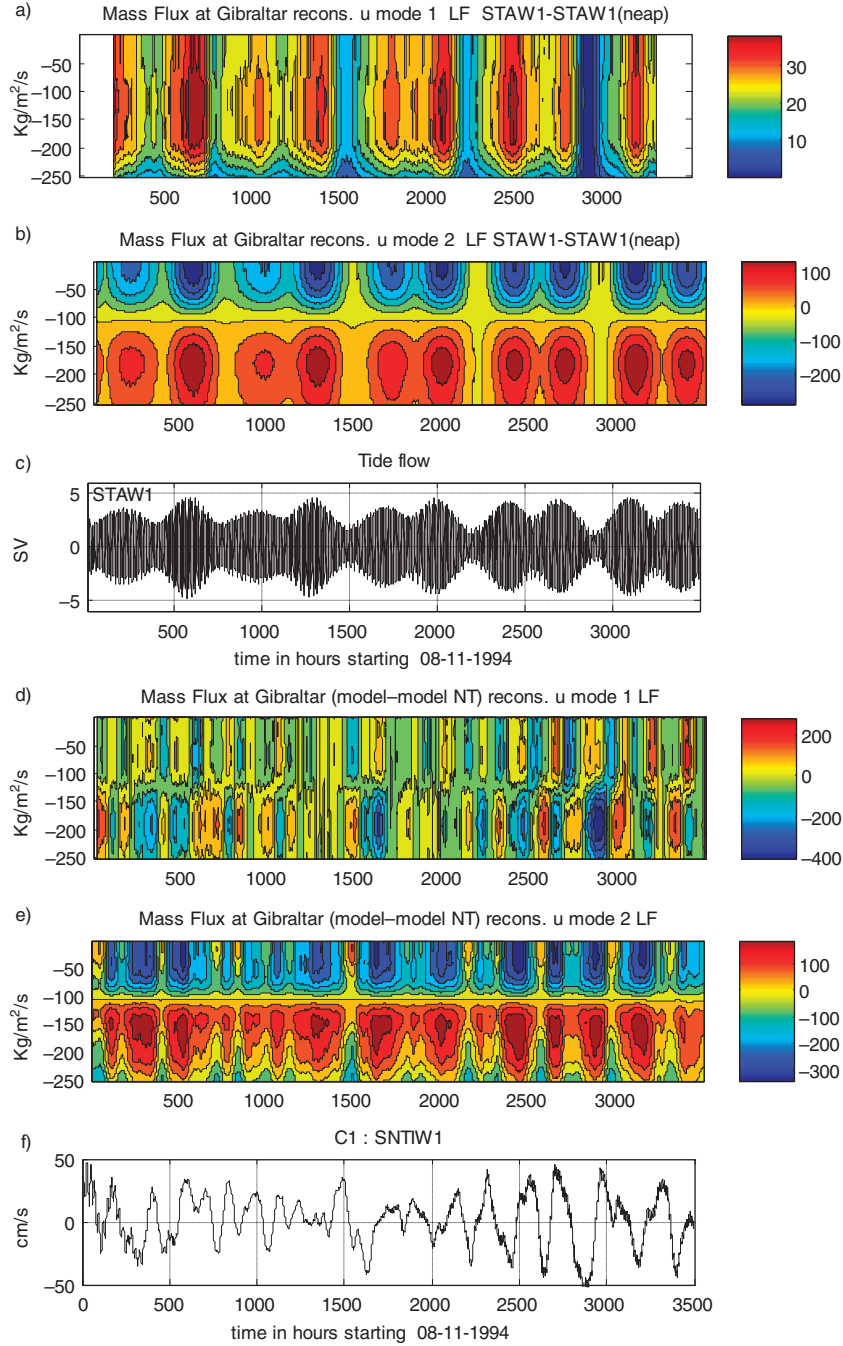 a)
Mass Flux at Gibraltar recons. u mode 1 LF STAW1-STAW1(neap)
Kg/m²/s
−50
−100
−150
−200
−250
500 1000 1500 2000 2500 3000
30
20
10
b)
Mass Flux at Gibraltar recons. u mode 2 LF STAW1-STAW1(neap)
Kg/m²/s
−50
−100
−150
−200
−250
500 1000 1500 2000 2500 3000
100
0
−100
−200
c)
Tide flow
STAW1
SV
5
0
−5
500 1000 1500 2000 2500 3000
time in hours starting 08-11-1994
d)
Mass Flux at Gibraltar (model–model NT) recons. u mode 1 LF
Kg/m²/s
−50
−100
−150
−200
−250
500 1000 1500 2000 2500 3000
200
0
−200
−400
e)
Mass Flux at Gibraltar (model–model NT) recons. u mode 2 LF
Kg/m²/s
−50
−100
−150
−200
−250
500 1000 1500 2000 2500 3000
100
0
−100
−200
−300
f)
C1 : SNTIW1
cm/s
50
0
−50
0 500 1000 1500 2000 2500 3000 3500
time in hours starting 08-11-1994